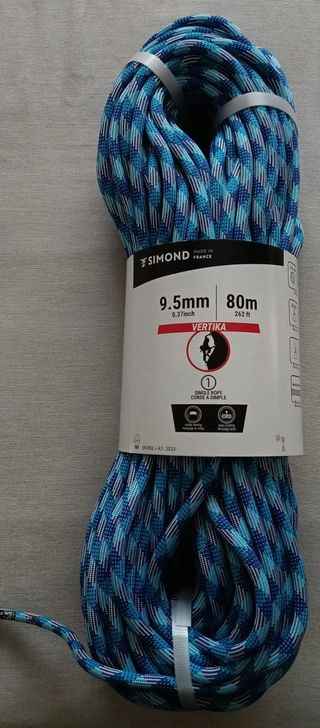 SIMOND
MADE IN
FRANCE
9.5mm 80m
0.37inch 262 ft
VERTIKA
1
SINGLE ROPE
CORDE A SIMPLE